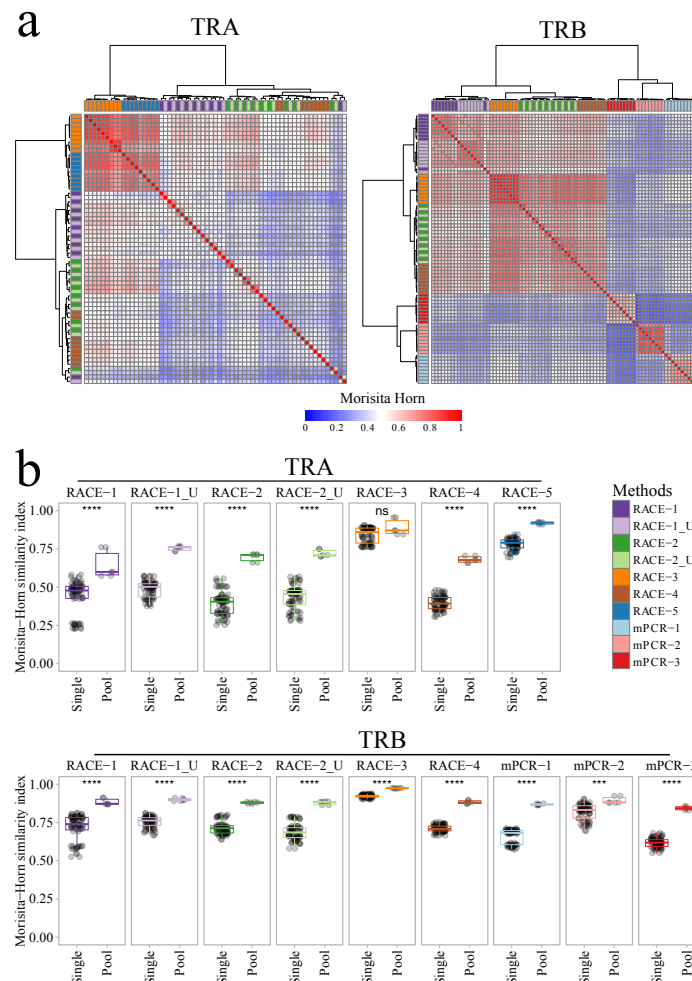 a
TRA
TRB
Morisita Horn
0 0.2 0.4 0.6 0.8 1
b
TRA
RACE−1 RACE−1_U RACE−2 RACE−2_U RACE−3 RACE−4 RACE−5
**** **** **** **** ns **** ****
Morisita−Horn similarity index
1.00
0.75
0.50
0.25
0.00
Single Pool Single Pool Single Pool Single Pool Single Pool Single Pool Single Pool
Methods
RACE−1
RACE−1_U
RACE−2
RACE−2_U
RACE−3
RACE−4
RACE−5
mPCR−1
mPCR−2
mPCR−3
TRB
RACE−1 RACE−1_U RACE−2 RACE−2_U RACE−3 RACE−4 mPCR−1 mPCR−2
**** **** **** **** **** **** **** *** ****
Morisita−Horn similarity index
1.00
0.75
0.50
0.25
0.00
Single Pool Single Pool Single Pool Single Pool Single Pool Single Pool Single Pool Single Pool Single Pool